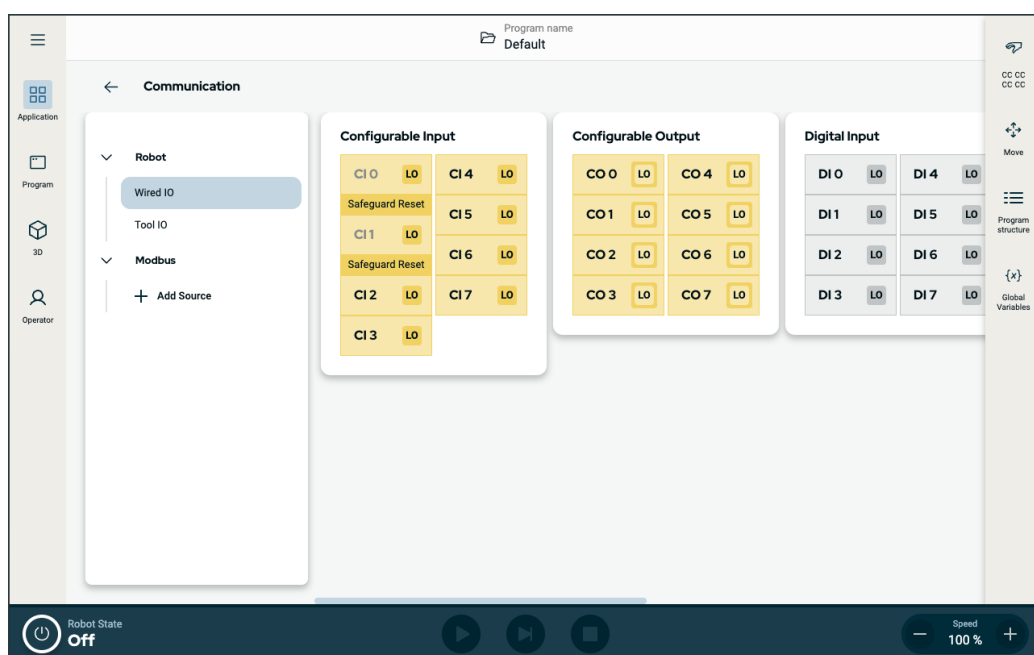 Program name
Default
Application
Program
3D
Operator
Communication
Robot
Wired IO
Tool IO
Modbus
Add Source
Configurable Input
CI 0 LO CI 4 LO
Safeguard Reset
CI 5 LO
CI 1 LO
CI 6 LO
Safeguard Reset
CI 2 LO CI 7 LO
CI 3 LO
Configurable Output
CO 0 LO CO 4 LO
CO 1 LO CO 5 LO
CO 2 LO CO 6 LO
CO 3 LO CO 7 LO
Digital Input
DI 0 LO DI 4 LO
DI 1 LO DI 5 LO
DI 2 LO DI 6 LO
DI 3 LO DI 7 LO
CC CC
CC CC
Move
Program
structure
{x}
Global
Variables
Robot State
Off
Speed
100 %